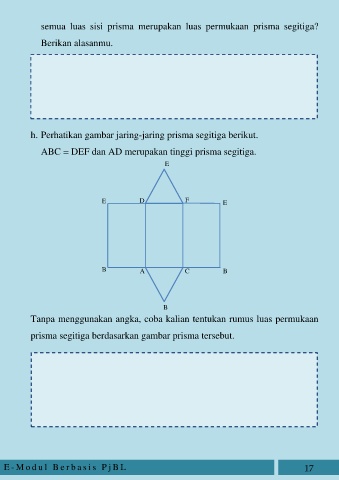 semua luas sisi prisma merupakan luas permukaan prisma segitiga?
Berikan alasanmu.
h. Perhatikan gambar jaring-jaring prisma segitiga berikut.
ABC = DEF dan AD merupakan tinggi prisma segitiga.
E
E D F E
B A C B
B
Tanpa menggunakan angka, coba kalian tentukan rumus luas permukaan
prisma segitiga berdasarkan gambar prisma tersebut.
E-Modul Berbasis PjBL 17